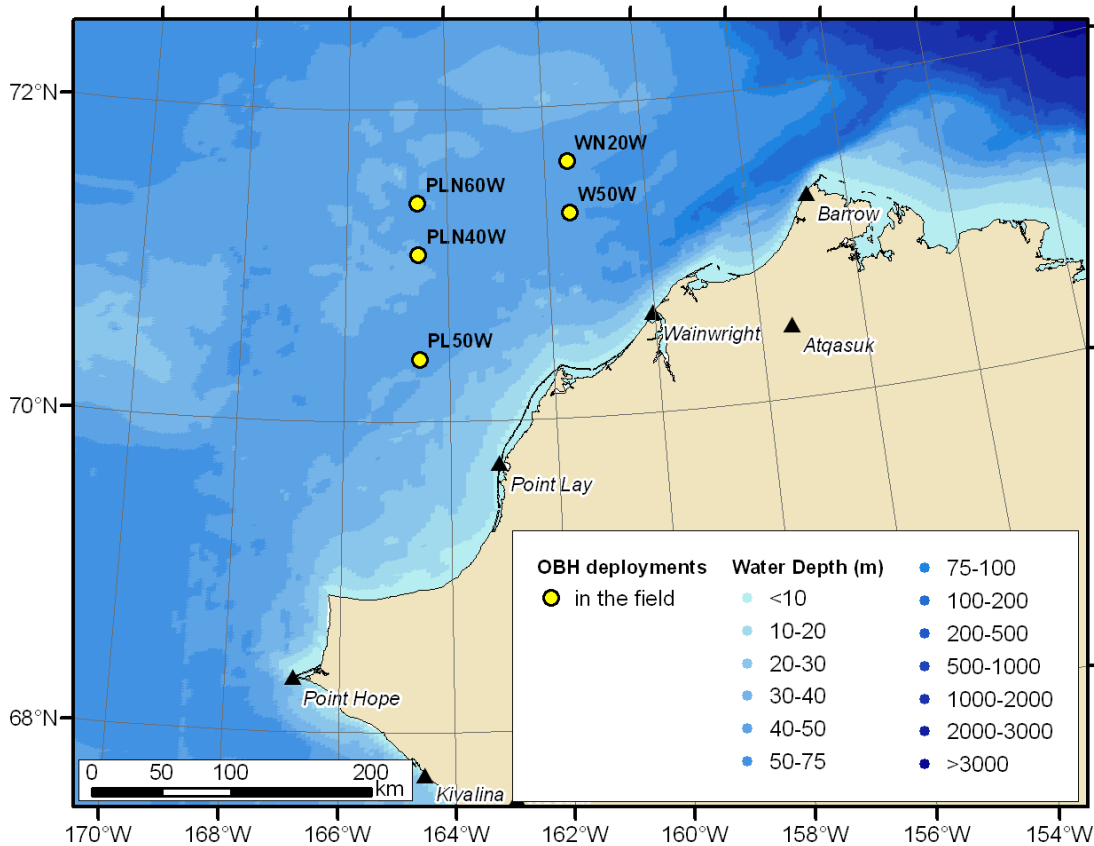 72°N
70°N
68°N
WN20W
PLN60W
W50W
PLN40W
PL50W
Barrow
Wainwright
Atqasuk
Point Lay
Point Hope
Kivalina
OBH deployments
in the field
Water Depth (m)
<10
10-20
20-30
30-40
40-50
50-75
75-100
100-200
200-500
500-1000
1000-2000
2000-3000
>3000
0 50 100 200
km
170°W 168°W 166°W 164°W 162°W 160°W 158°W 156°W 154°W